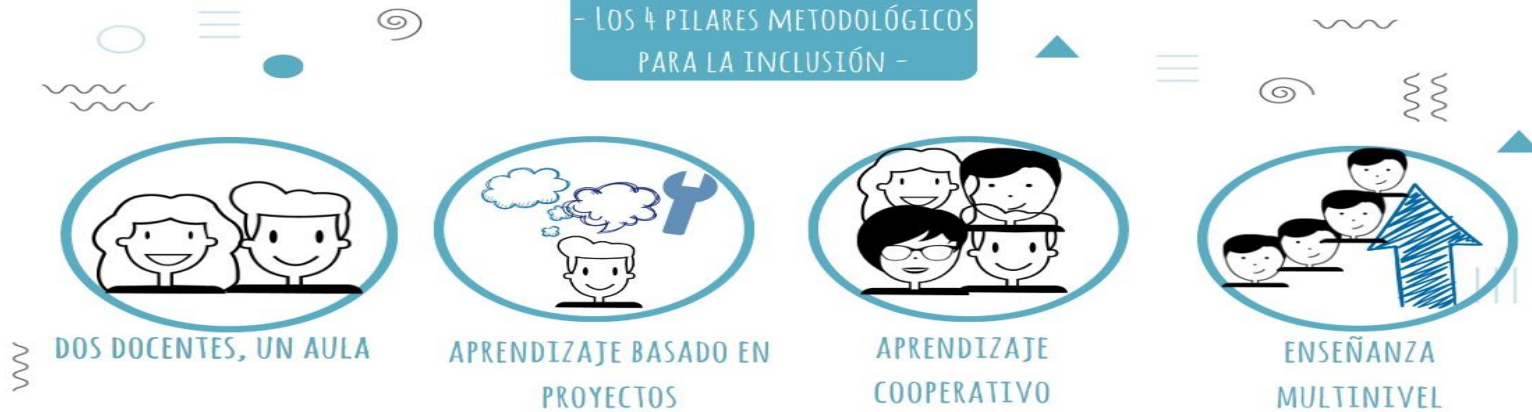 - LOS 4 PILARES METODOLÓGICOS
PARA LA INCLUSIÓN -
DOS DOCENTES, UN AULA
APRENDIZAJE BASADO EN
PROYECTOS
APRENDIZAJE
COOPERATIVO
ENSEÑANZA
MULTINIVEL